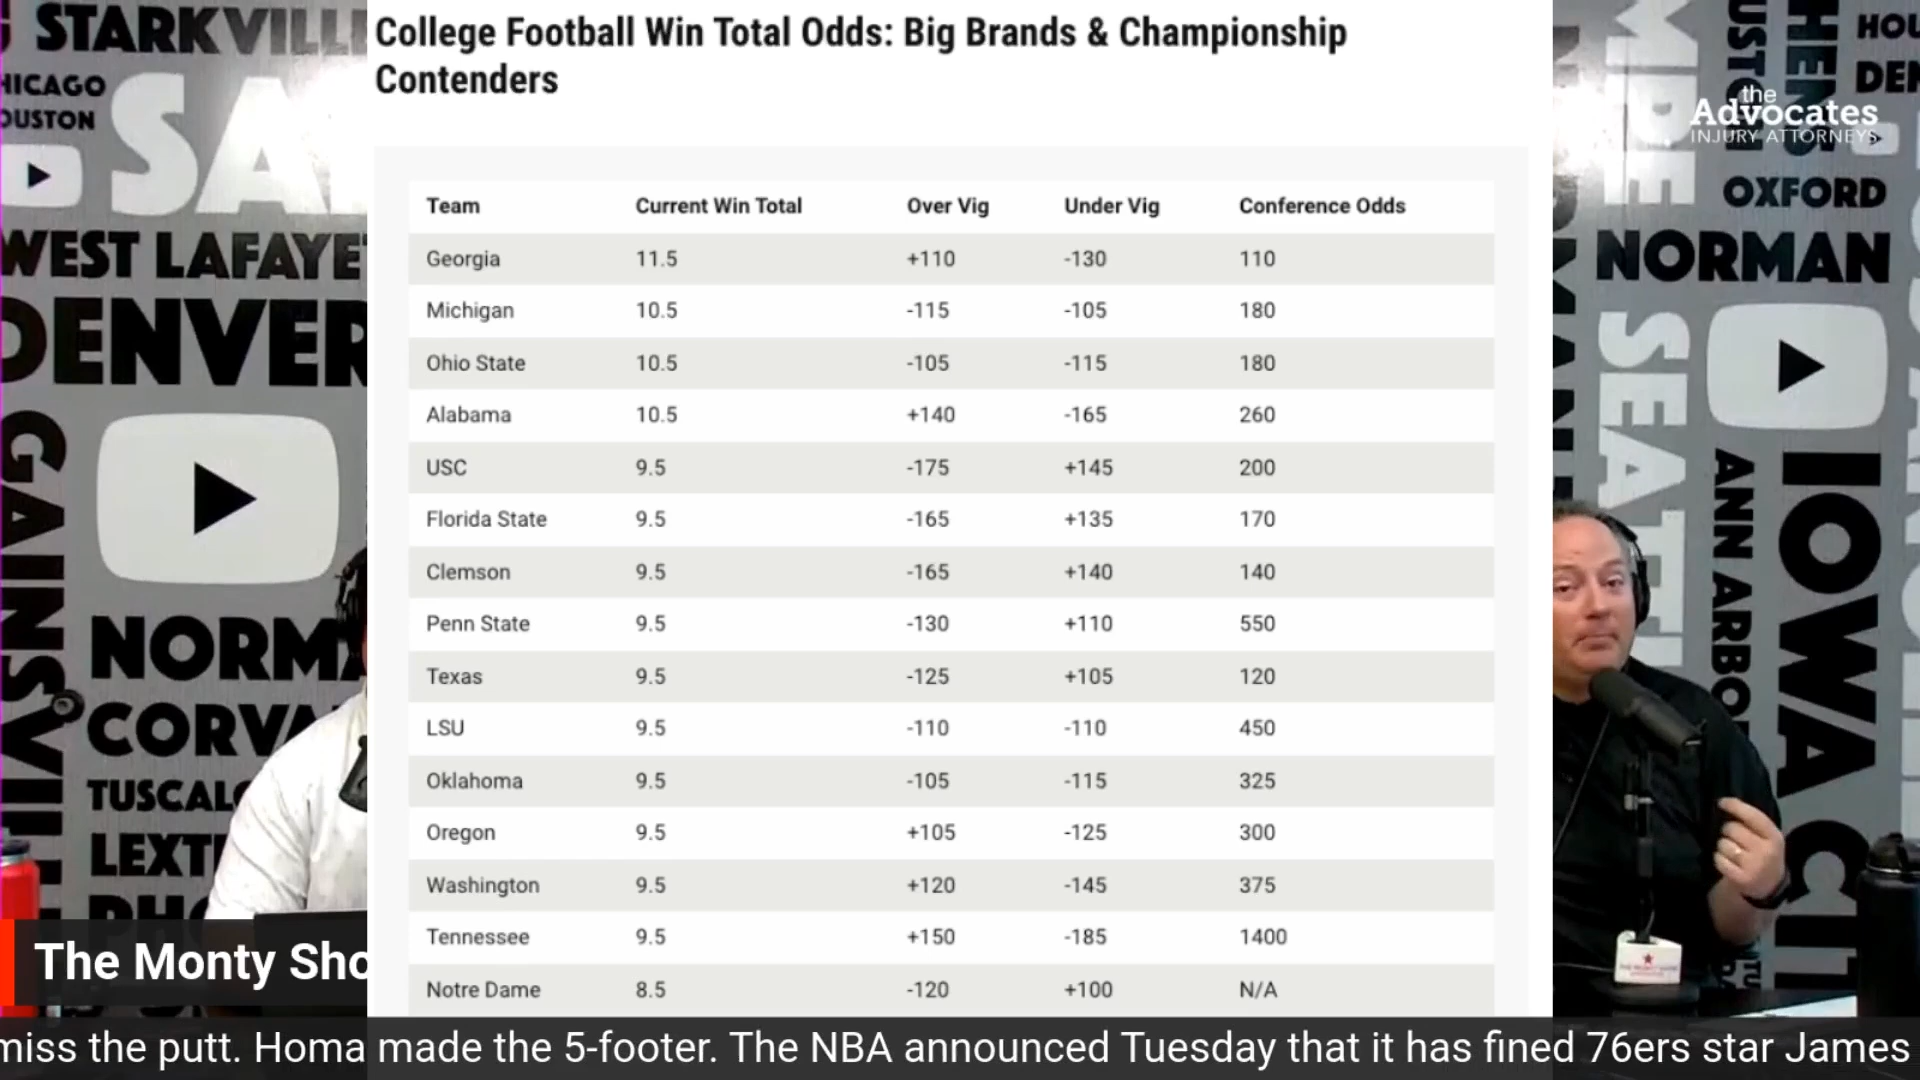 College Football Win Total Odds: Big Brands & Championship
Contenders
Team Current Win Total Over Vig Under Vig Conference Odds
Georgia 11.5 +110 -130 110
Michigan 10.5 -115 -105 180
Ohio State 10.5 -105 -115 180
Alabama 10.5 +140 -165 260
USC 9.5 -175 +145 200
Florida State 9.5 -165 +135 170
Clemson 9.5 -165 +140 140
Penn State 9.5 -130 +110 550
Texas 9.5 -125 +105 120
LSU 9.5 -110 -110 450
Oklahoma 9.5 -105 -115 325
Oregon 9.5 +105 -125 300
Washington 9.5 +120 -145 375
Tennessee 9.5 +150 -185 1400
Notre Dame 8.5 -120 +100 N/A
STARKVILL
HICAGO
OUSTON
SA
WEST LAFAYE
DENVER
GAINSVILLE
NORMA
CORVA
TUSCAL
LEXT
PHO
the
Advocates
INJURY ATTORNEYS
HOU
DEN
OXFORD
NORMAN
SEATTL
ANN ARBO
IOWA CIT
The Monty Sho
miss the putt. Homa made the 5-footer. The NBA announced Tuesday that it has fined 76ers star James